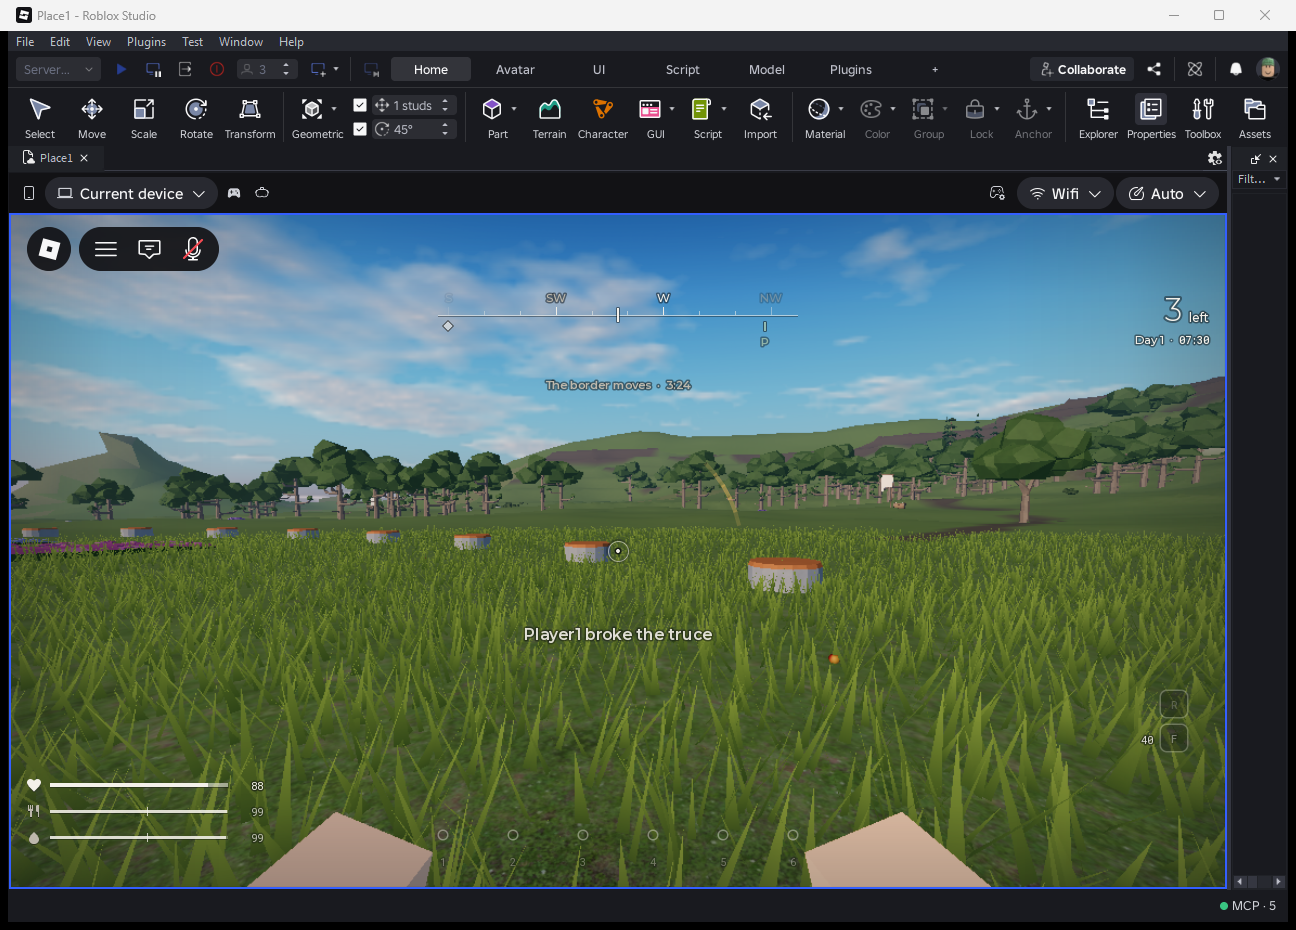 Place1 - Roblox Studio
File Edit View Plugins Test Window Help
Server... 3 Home Avatar UI Script Model Plugins + Collaborate
1 studs
45°
Select Move Scale Rotate Transform Geometric Part Terrain Character GUI Script Import Material Color Group Lock Anchor Explorer Properties Toolbox Assets
Place1
Filt...
Current device Wifi Auto
SW W NW
P
3 left
Day 1 · 07:30
The border moves · 3:24
Player1 broke the truce
R
40 F
88
99
99
1 2 3 4 5 6
MCP · 5